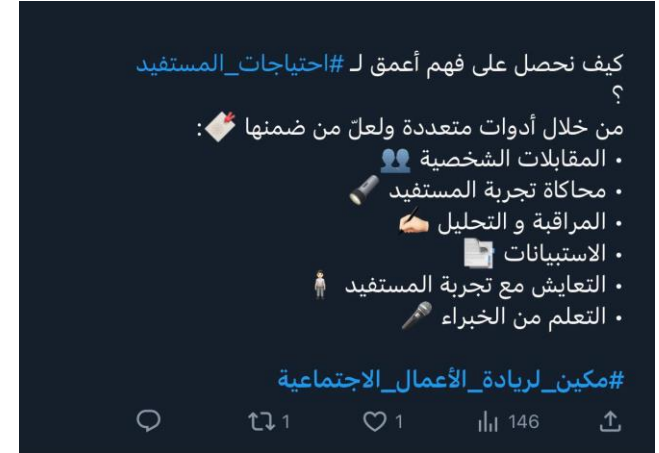 كيف نحصل على فهم أعمق لـ #احتياجات_المستفيد
؟
من خلال أدوات متعددة ولعلّ من ضمنها 📌:
• المقابلات الشخصية 👥
• محاكاة تجربة المستفيد 🔦
• المراقبة و التحليل ✍🏻
• الاستبيانات 📑
• التعايش مع تجربة المستفيد 🧍🏻
• التعلم من الخبراء 🎤
#مكين_لريادة_الأعمال_الاجتماعية
1 1 146